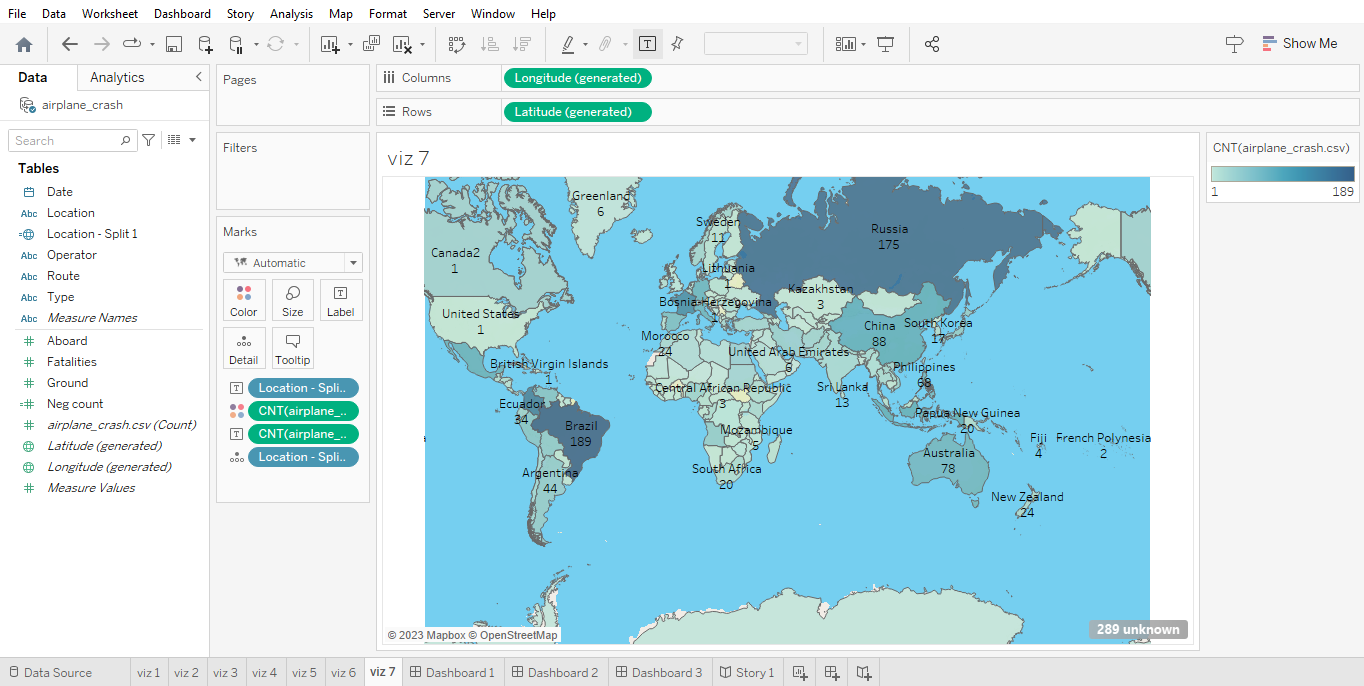 File Data Worksheet Dashboard Story Analysis Map Format Server Window Help
Show Me
Data Analytics
airplane_crash
Search
Tables
Date
Abc Location
Location - Split 1
Abc Operator
Abc Route
Abc Type
Abc Measure Names
Aboard
Fatalities
Ground
Neg count
airplane_crash.csv (Count)
Latitude (generated)
Longitude (generated)
Measure Values
Pages
Filters
Marks
Automatic
Color Size Label
Detail Tooltip
Location - Spli..
CNT(airplane_..
CNT(airplane_..
Location - Spli..
Columns Longitude (generated)
Rows Latitude (generated)
viz 7
Greenland
6
Sweden
11
Russia
175
Canada2
1
Lithuania
1
Kazakhstan
3
Bosnia-Herzegovina
1
United States
1
China
88
South Korea
17
Morocco
24
United Arab Emirates
6
British Virgin Islands
1
Philippines
68
Central African Republic
3
Sri Lanka
13
Ecuador
34
Papua New Guinea
20
Brazil
189
Mozambique
5
Fiji
4
French Polynesia
2
Australia
78
South Africa
20
Argentina
44
New Zealand
24
© 2023 Mapbox © OpenStreetMap
289 unknown
CNT(airplane_crash.csv)
1 189
Data Source viz 1 viz 2 viz 3 viz 4 viz 5 viz 6 viz 7 Dashboard 1 Dashboard 2 Dashboard 3 Story 1